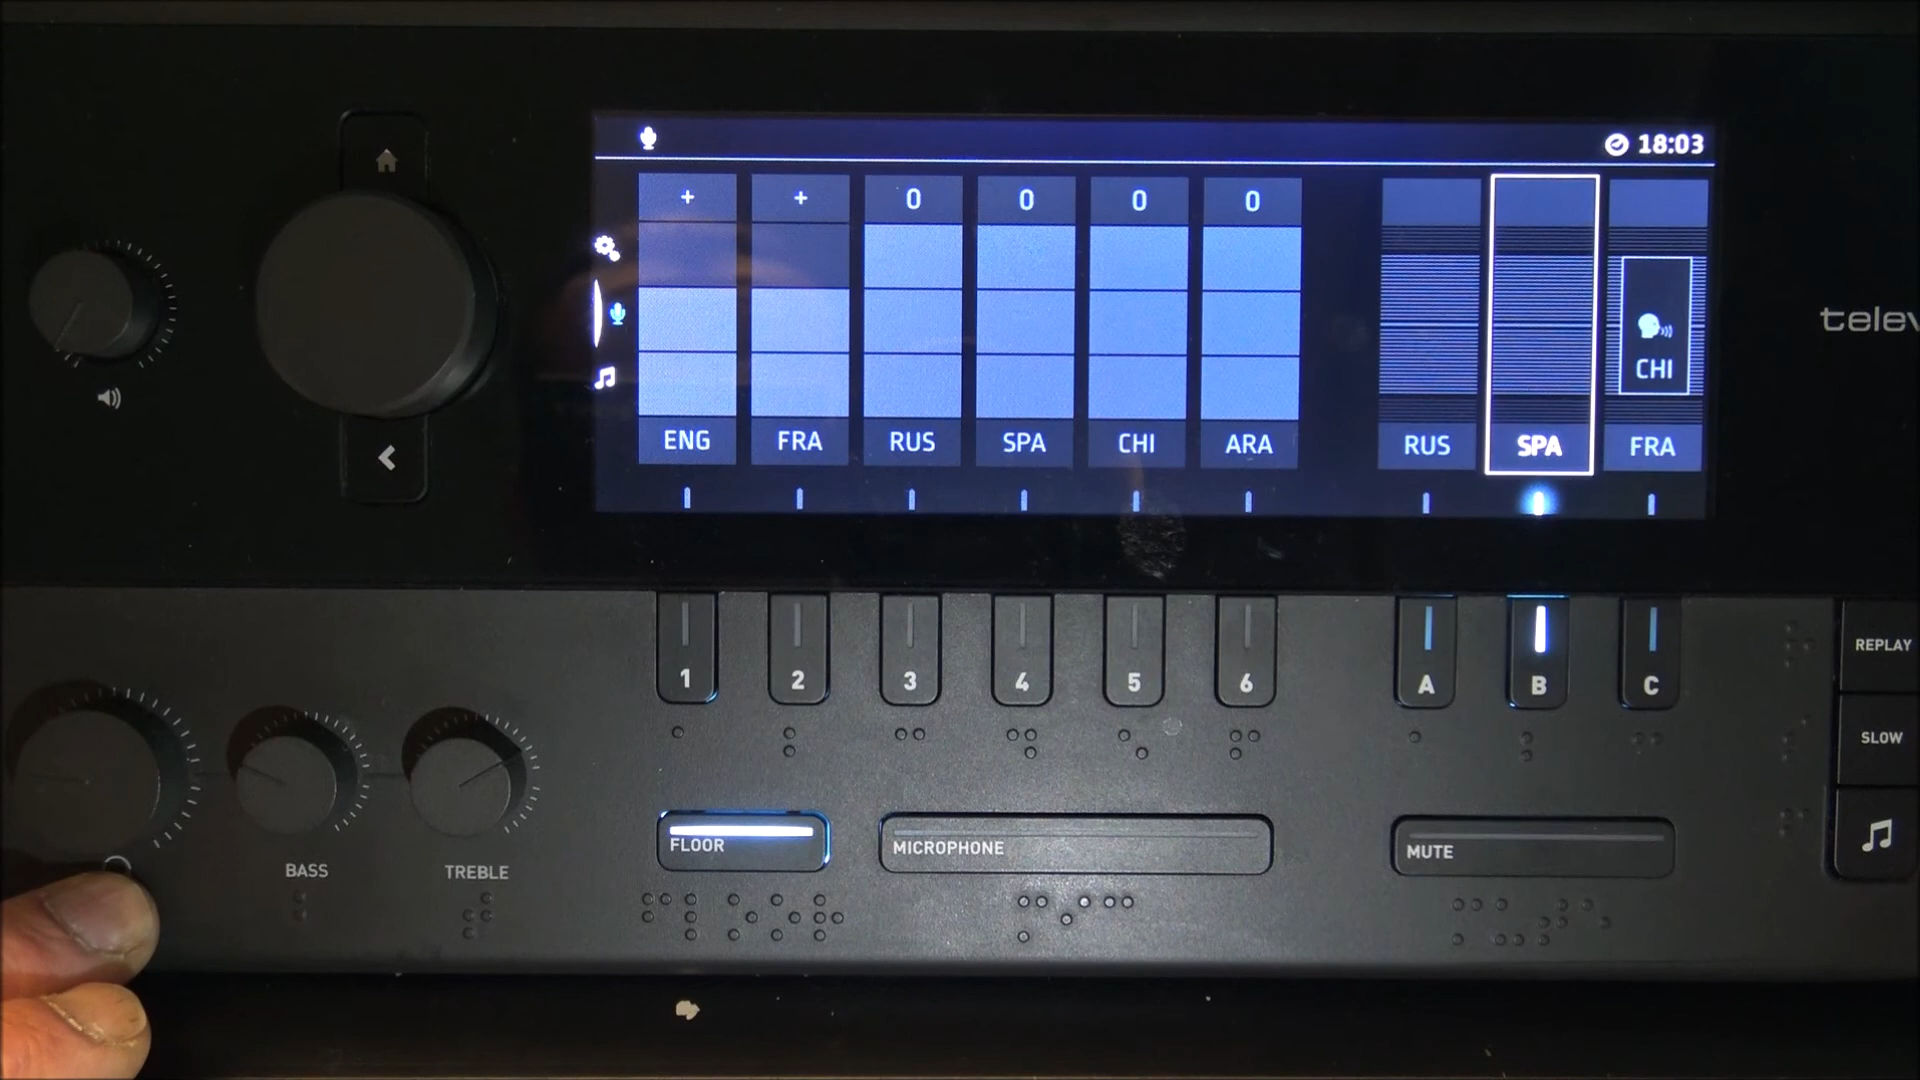 18:03
+ + 0 0 0 0
CHI
ENG FRA RUS SPA CHI ARA RUS SPA FRA
telev
1 2 3 4 5 6 A B C
REPLAY
SLOW
FLOOR MICROPHONE MUTE
BASS TREBLE